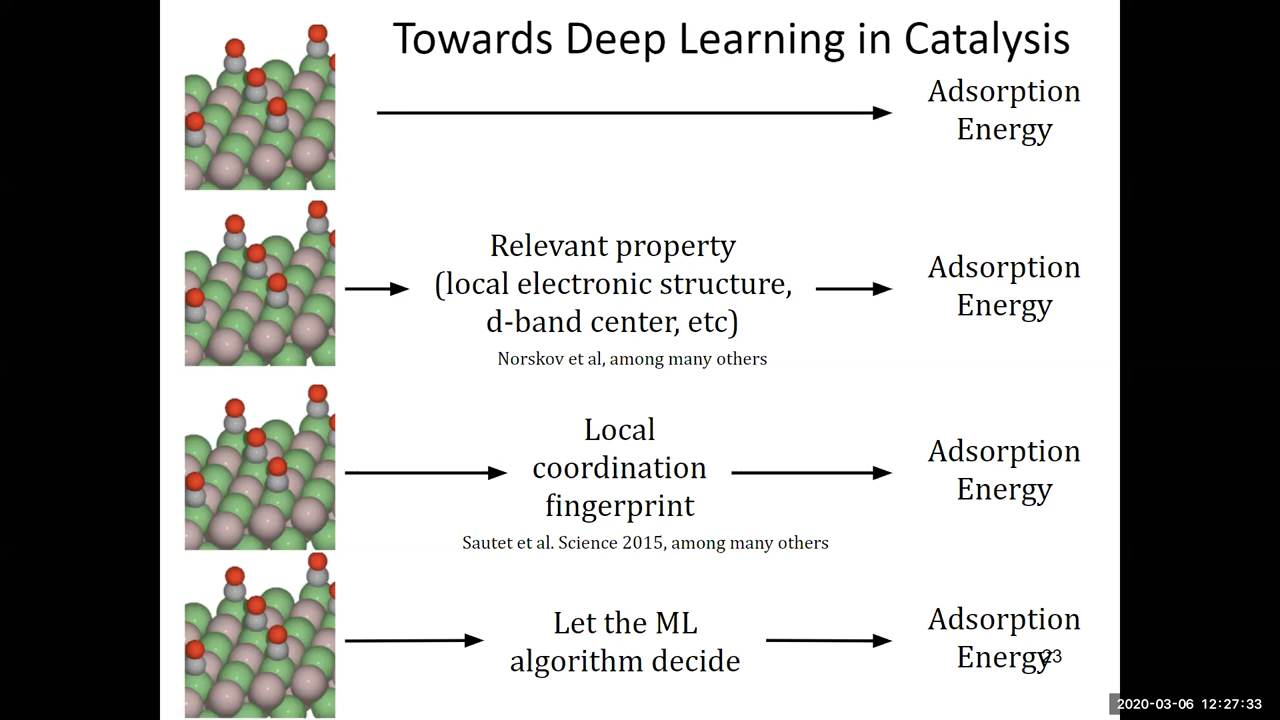 Towards Deep Learning in Catalysis
Adsorption
Energy
Relevant property
(local electronic structure,
d-band center, etc)
Norskov et al, among many others
Adsorption
Energy
Local
coordination
fingerprint
Sautet et al. Science 2015, among many others
Adsorption
Energy
Let the ML
algorithm decide
Adsorption
Energy
23
2020-03-06 12:27:33